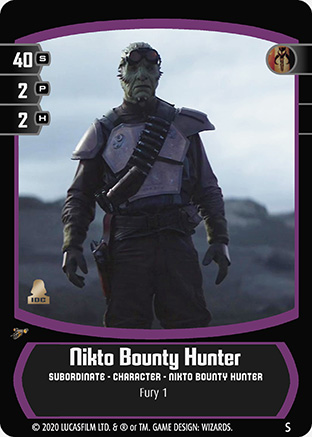 40 S
2 P
2 H
IDC
Nikto Bounty Hunter
SUBORDINATE - CHARACTER - NIKTO BOUNTY HUNTER
Fury 1
© 2020 LUCASFILM LTD. & ® or TM. GAME DESIGN: WIZARDS.
S